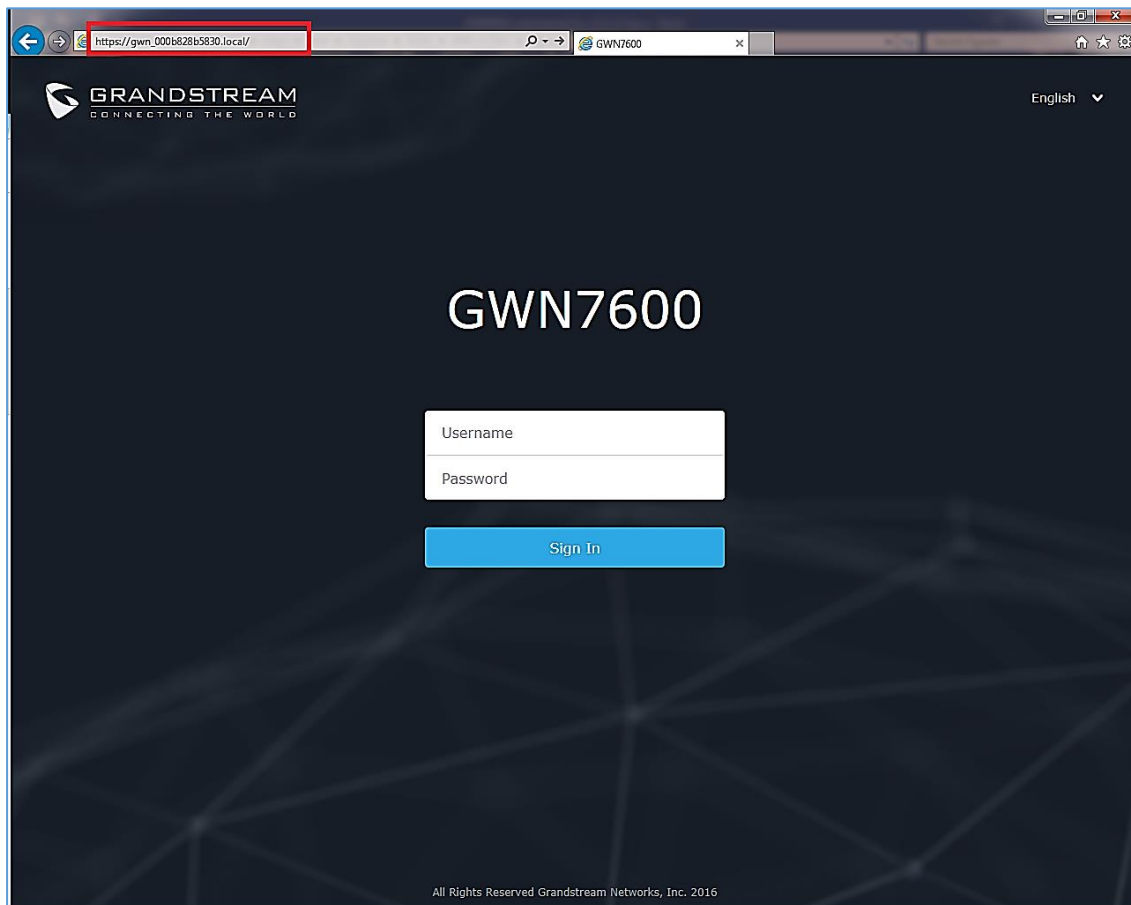 https://gwn_000b828b5830.local/
GWN7600
GRANDSTREAM
CONNECTING THE WORLD
English
GWN7600
Username
Password
Sign In
All Rights Reserved Grandstream Networks, Inc. 2016